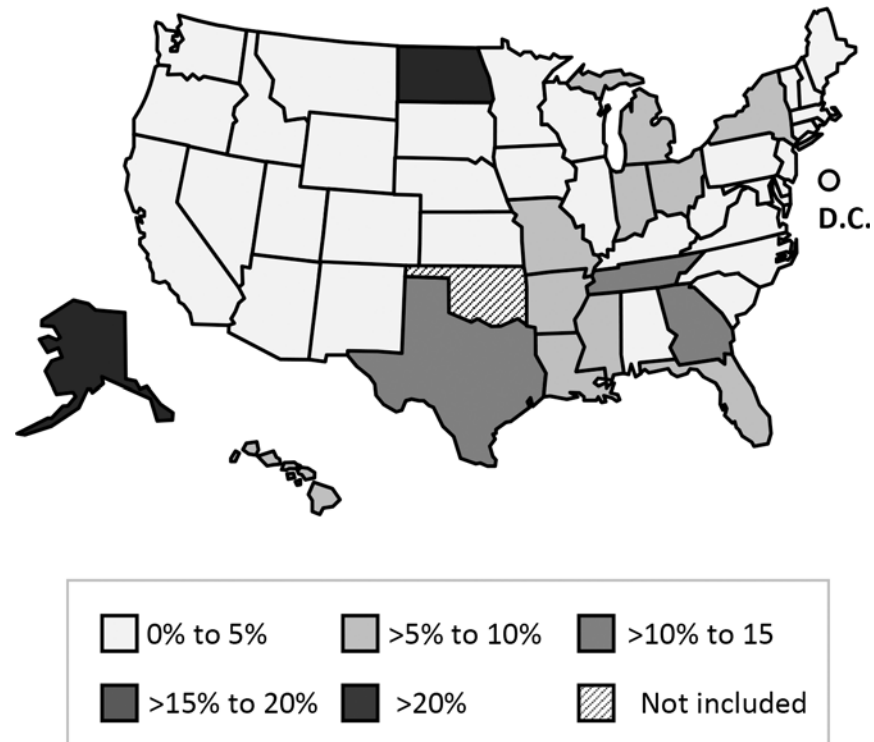 D.C.
0% to 5%
>5% to 10%
>10% to 15
>15% to 20%
>20%
Not included